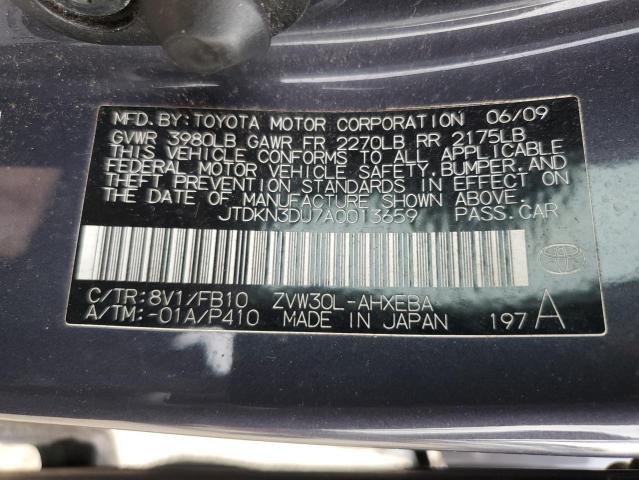 MFD. BY: TOYOTA MOTOR CORPORATION 06/09
GVWR 3980LB GAWR FR 2270LB RR 2175LB
THIS VEHICLE CONFORMS TO ALL APPLICABLE
FEDERAL MOTOR VEHICLE SAFETY, BUMPER, AND
THEFT PREVENTION STANDARDS IN EFFECT ON
THE DATE OF MANUFACTURE SHOWN ABOVE.
JTDKN3DU7A0013659 PASS.CAR
C/TR: 8V1/FB10 ZVW30L-AHXEBA
A/TM: -01A/P410 MADE IN JAPAN 197 A